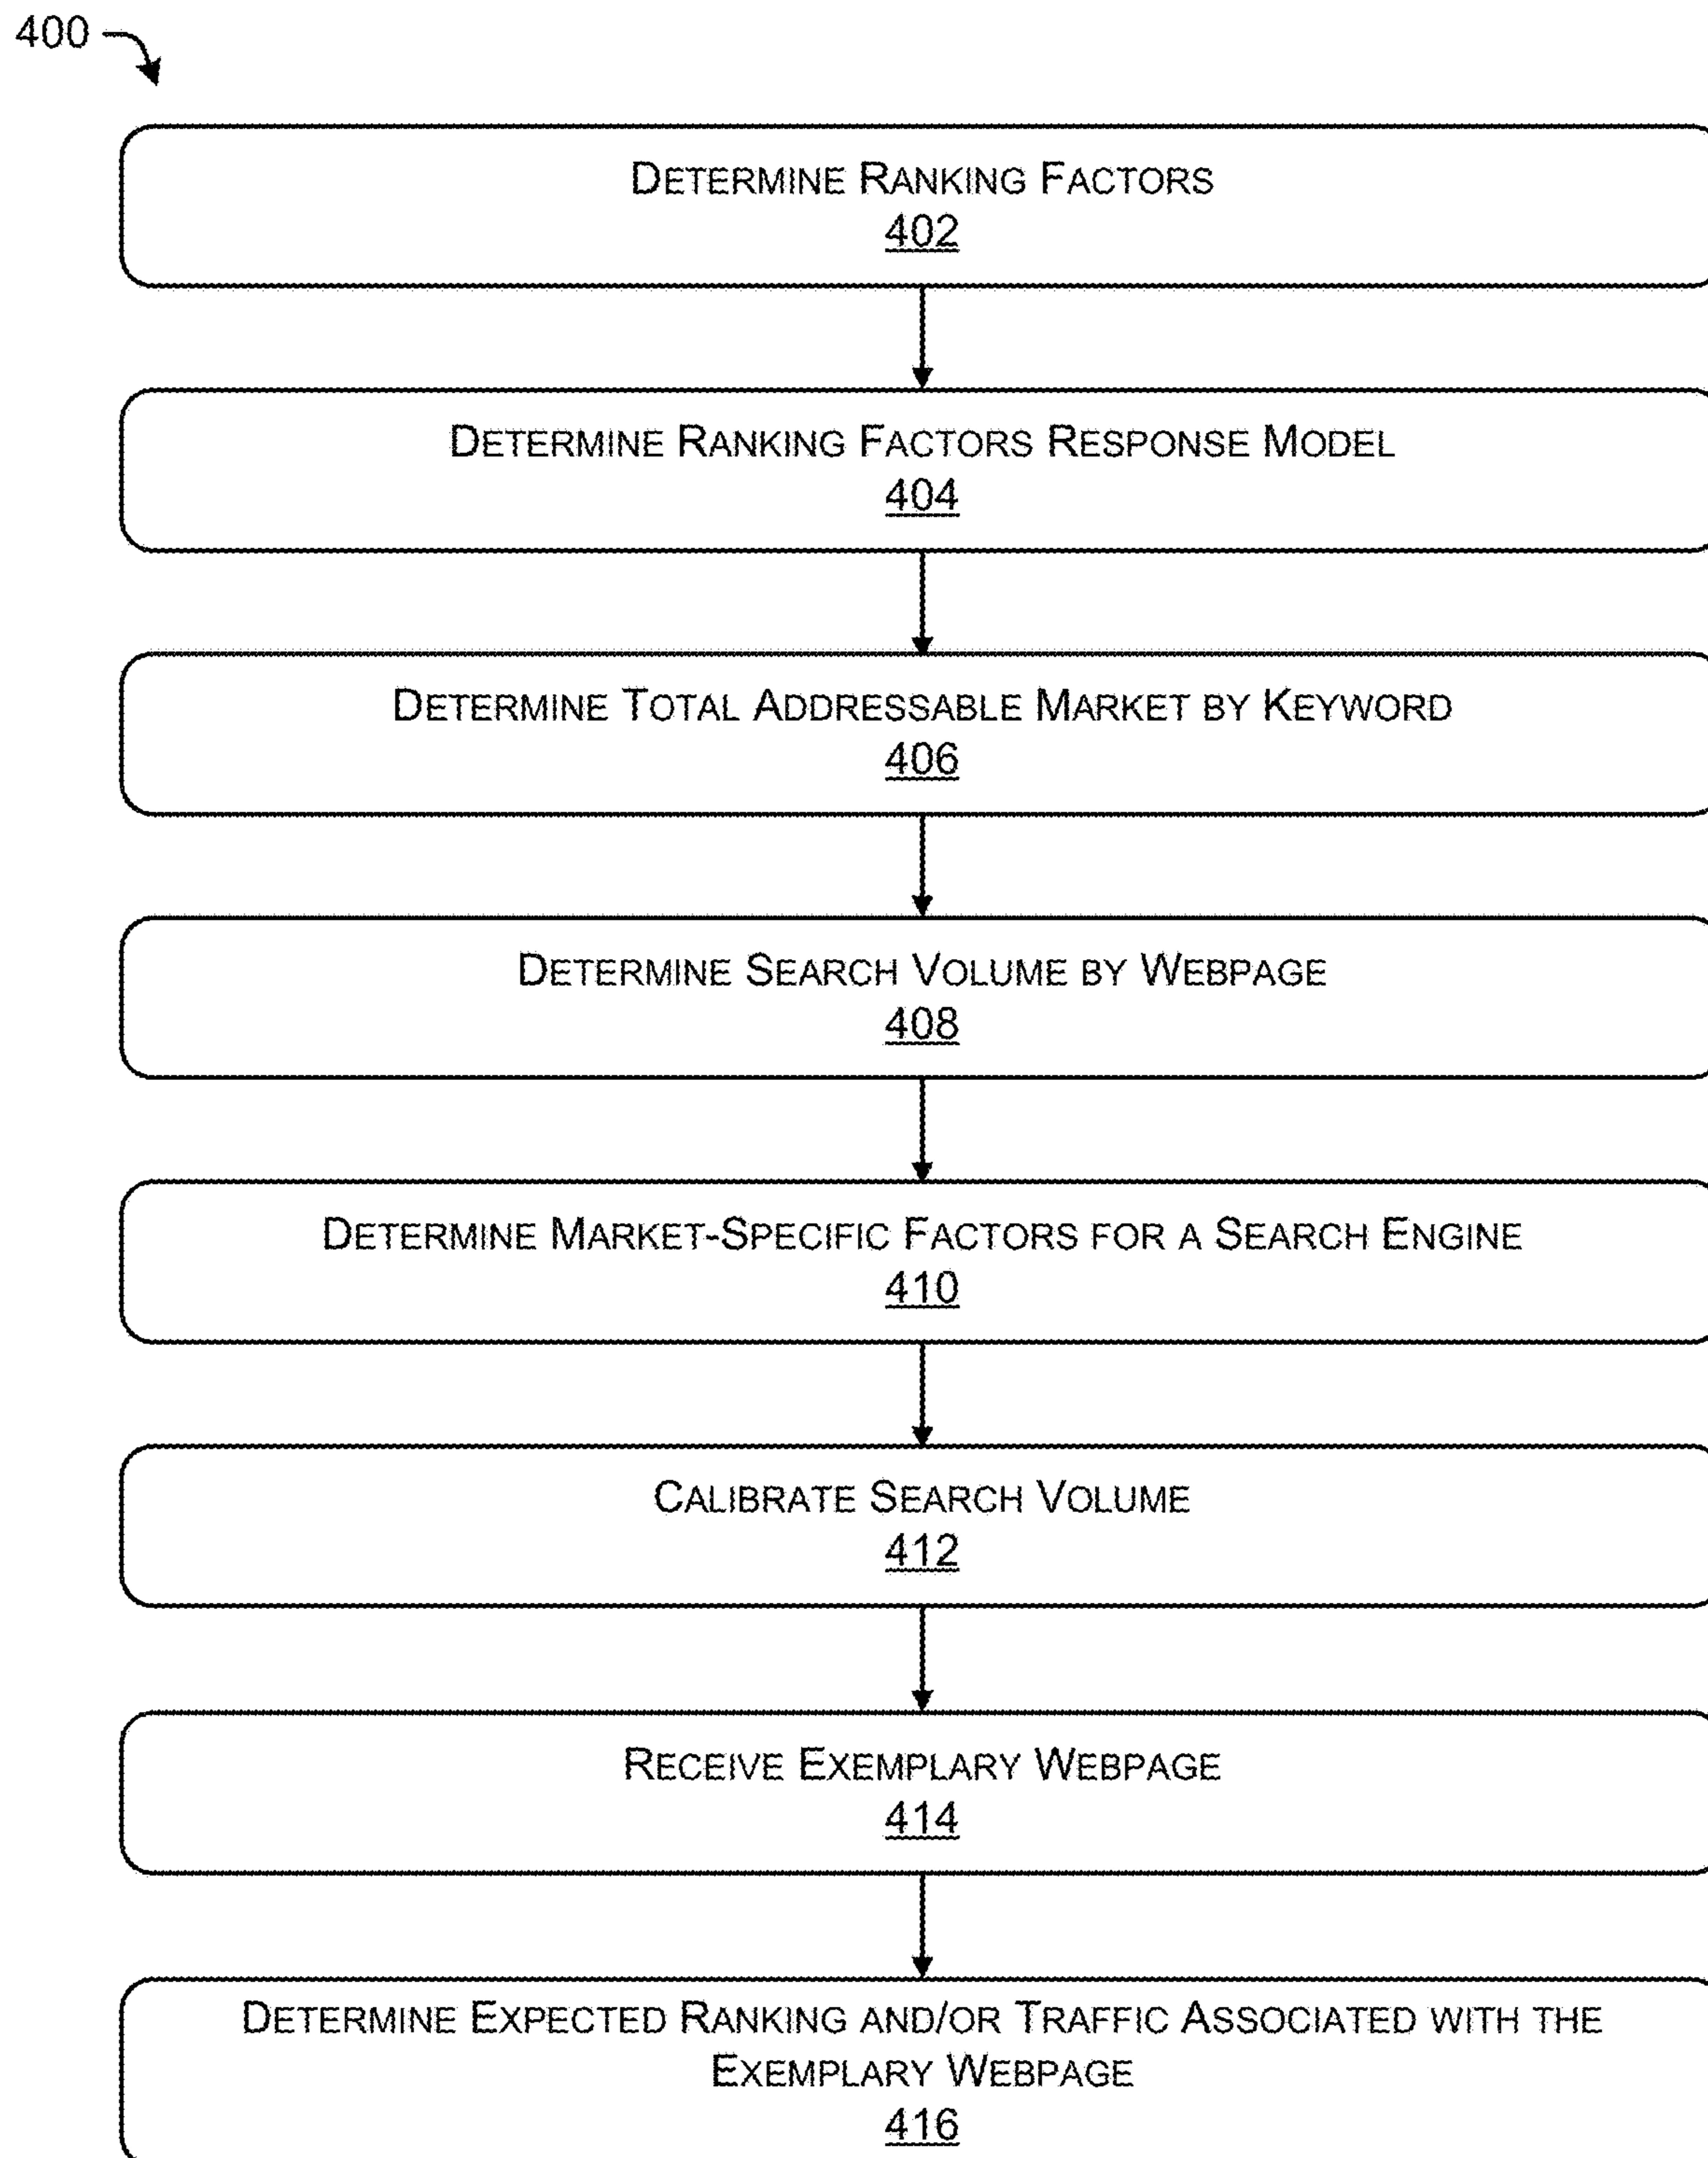 400
DETERMINE RANKING FACTORS
402
DETERMINE RANKING FACTORS RESPONSE MODEL
404
DETERMINE TOTAL ADDRESSABLE MARKET BY KEYWORD
406
DETERMINE SEARCH VOLUME BY WEBPAGE
408
DETERMINE MARKET-SPECIFIC FACTORS FOR A SEARCH ENGINE
410
CALIBRATE SEARCH VOLUME
412
RECEIVE EXEMPLARY WEBPAGE
414
DETERMINE EXPECTED RANKING AND/OR TRAFFIC ASSOCIATED WITH THE
EXEMPLARY WEBPAGE
416